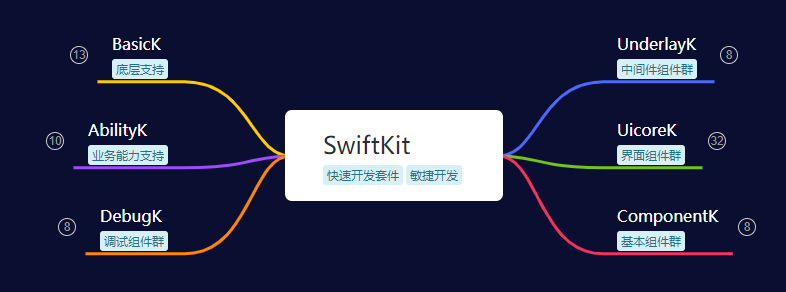 SwiftKit
快速开发套件 敏捷开发
13
BasicK
底层支持
10
AbilityK
业务能力支持
8
DebugK
调试组件群
UnderlayK
8
中间件组件群
UicoreK
32
界面组件群
ComponentK
8
基本组件群